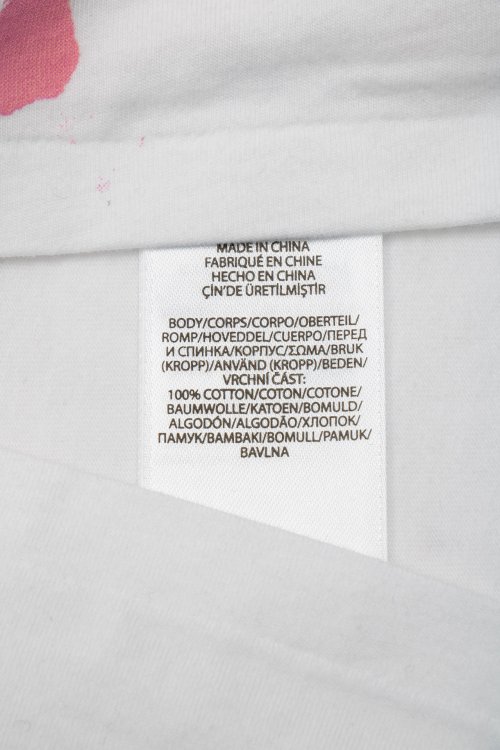 MADE IN CHINA
FABRIQUÉ EN CHINE
HECHO EN CHINA
ÇİN'DE ÜRETİLMİŞTİR
BODY/CORPS/CORPO/OBERTEIL/
ROMP/HOVEDDEL/CUERPO/ПЕРЕД
И СПИНКА/КОРПУС/ΣΩΜΑ/BRUK
(KROPP)/ANVÄND (KROPP)/BEDEN/
VRCHNÍ ČÁST:
100% COTTON/COTON/COTONE/
BAUMWOLLE/KATOEN/BOMULD/
ALGODÓN/ALGODÃO/ХЛОПОК/
ПАМУК/BAMBAKI/BOMULL/PAMUK/
BAVLNA